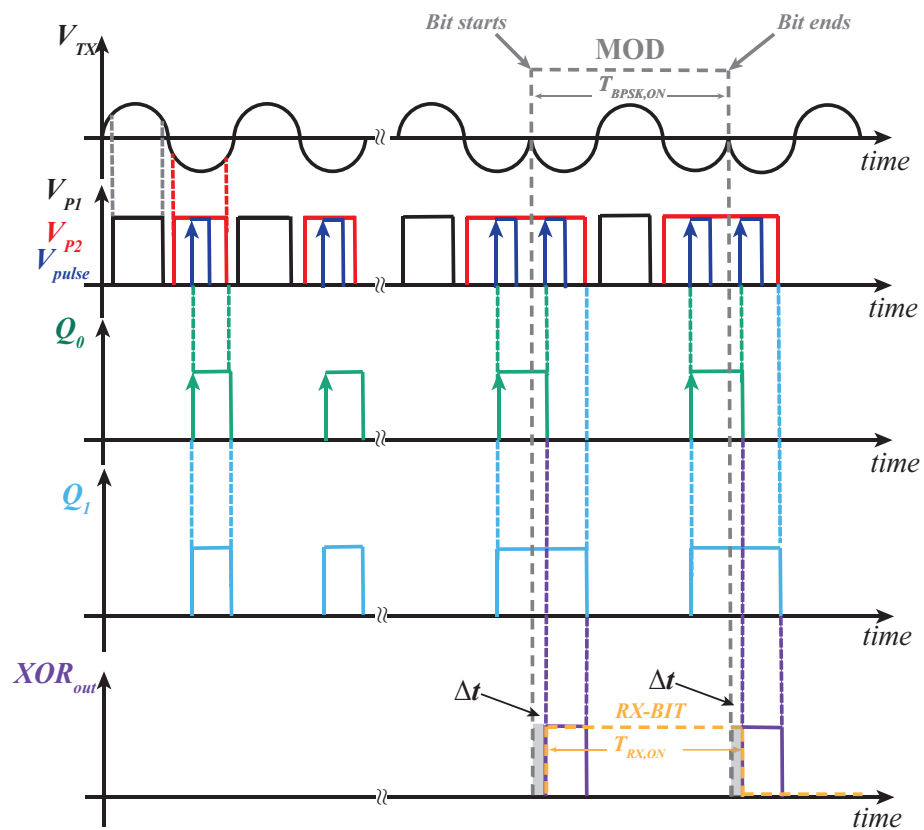 Bit starts
Bit ends
MOD
V_TX
T_BPSK,ON
time
V_P1
V_P2
V_pulse
time
Q_0
time
Q_1
time
XOR_out
Δt
Δt
RX-BIT
T_RX,ON
time